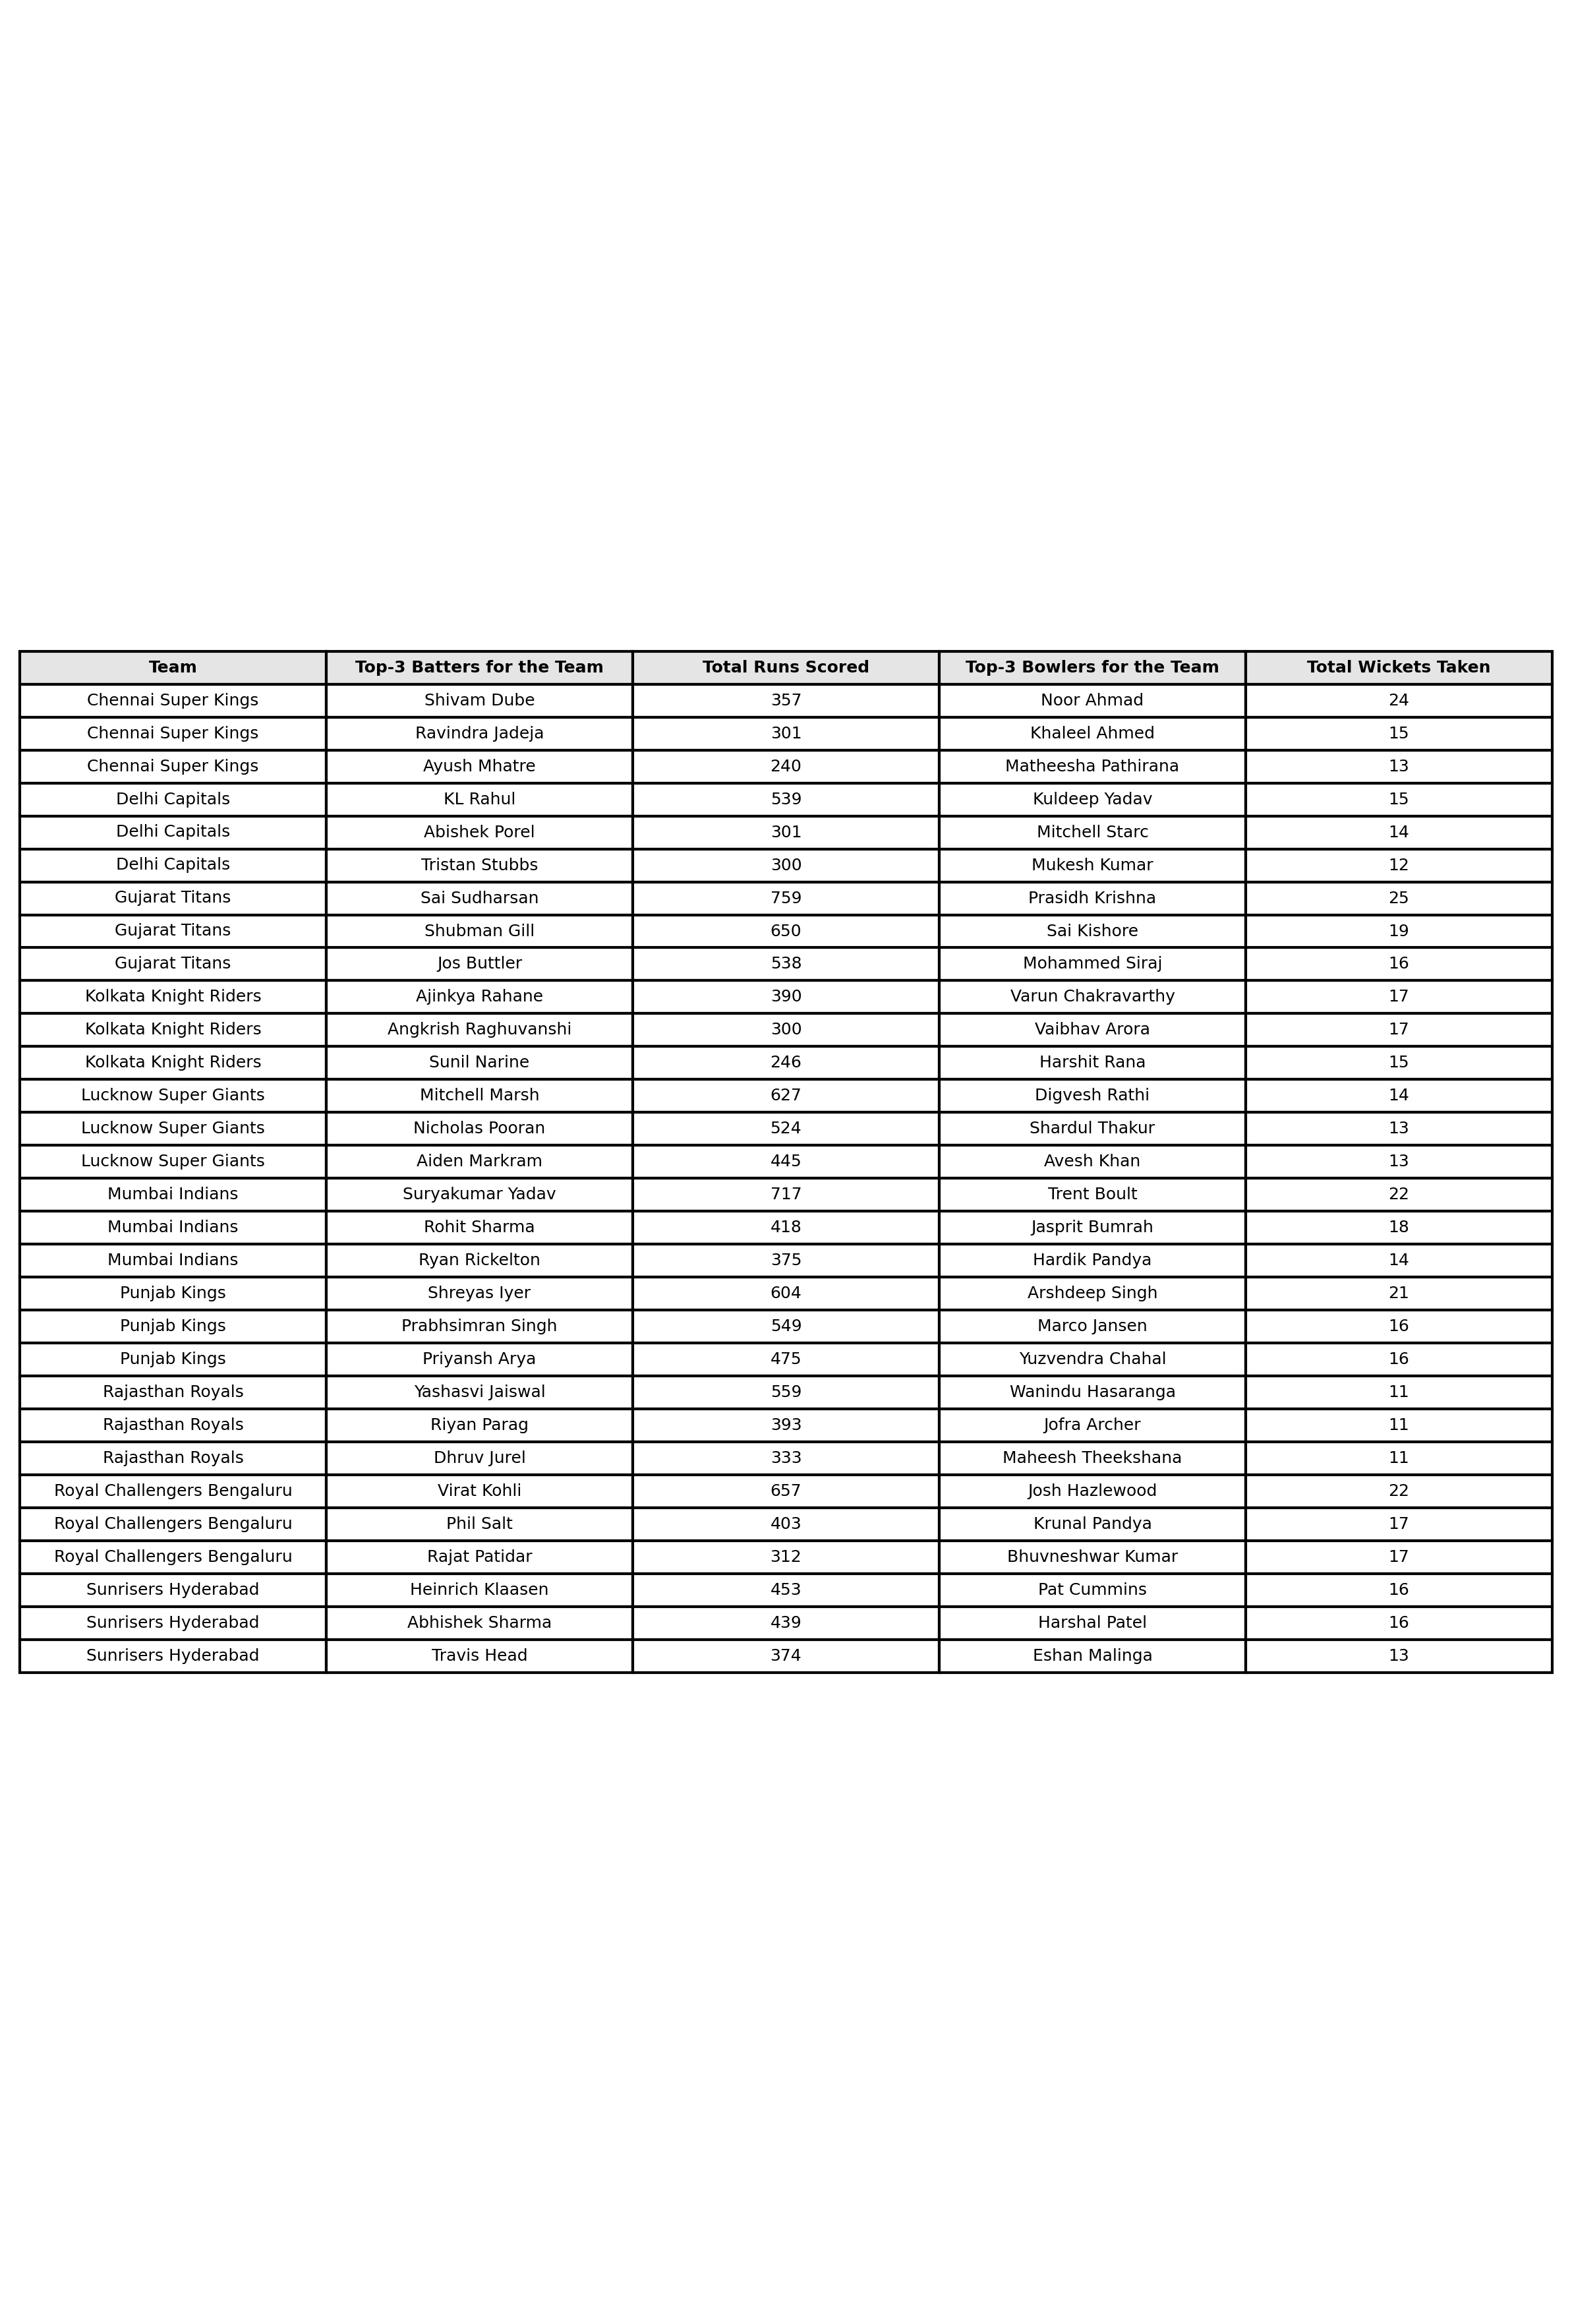 Team Top-3 Batters for the Team Total Runs Scored Top-3 Bowlers for the Team Total Wickets Taken
Chennai Super Kings Shivam Dube 357 Noor Ahmad 24
Chennai Super Kings Ravindra Jadeja 301 Khaleel Ahmed 15
Chennai Super Kings Ayush Mhatre 240 Matheesha Pathirana 13
Delhi Capitals KL Rahul 539 Kuldeep Yadav 15
Delhi Capitals Abishek Porel 301 Mitchell Starc 14
Delhi Capitals Tristan Stubbs 300 Mukesh Kumar 12
Gujarat Titans Sai Sudharsan 759 Prasidh Krishna 25
Gujarat Titans Shubman Gill 650 Sai Kishore 19
Gujarat Titans Jos Buttler 538 Mohammed Siraj 16
Kolkata Knight Riders Ajinkya Rahane 390 Varun Chakravarthy 17
Kolkata Knight Riders Angkrish Raghuvanshi 300 Vaibhav Arora 17
Kolkata Knight Riders Sunil Narine 246 Harshit Rana 15
Lucknow Super Giants Mitchell Marsh 627 Digvesh Rathi 14
Lucknow Super Giants Nicholas Pooran 524 Shardul Thakur 13
Lucknow Super Giants Aiden Markram 445 Avesh Khan 13
Mumbai Indians Suryakumar Yadav 717 Trent Boult 22
Mumbai Indians Rohit Sharma 418 Jasprit Bumrah 18
Mumbai Indians Ryan Rickelton 375 Hardik Pandya 14
Punjab Kings Shreyas Iyer 604 Arshdeep Singh 21
Punjab Kings Prabhsimran Singh 549 Marco Jansen 16
Punjab Kings Priyansh Arya 475 Yuzvendra Chahal 16
Rajasthan Royals Yashasvi Jaiswal 559 Wanindu Hasaranga 11
Rajasthan Royals Riyan Parag 393 Jofra Archer 11
Rajasthan Royals Dhruv Jurel 333 Maheesh Theekshana 11
Royal Challengers Bengaluru Virat Kohli 657 Josh Hazlewood 22
Royal Challengers Bengaluru Phil Salt 403 Krunal Pandya 17
Royal Challengers Bengaluru Rajat Patidar 312 Bhuvneshwar Kumar 17
Sunrisers Hyderabad Heinrich Klaasen 453 Pat Cummins 16
Sunrisers Hyderabad Abhishek Sharma 439 Harshal Patel 16
Sunrisers Hyderabad Travis Head 374 Eshan Malinga 13